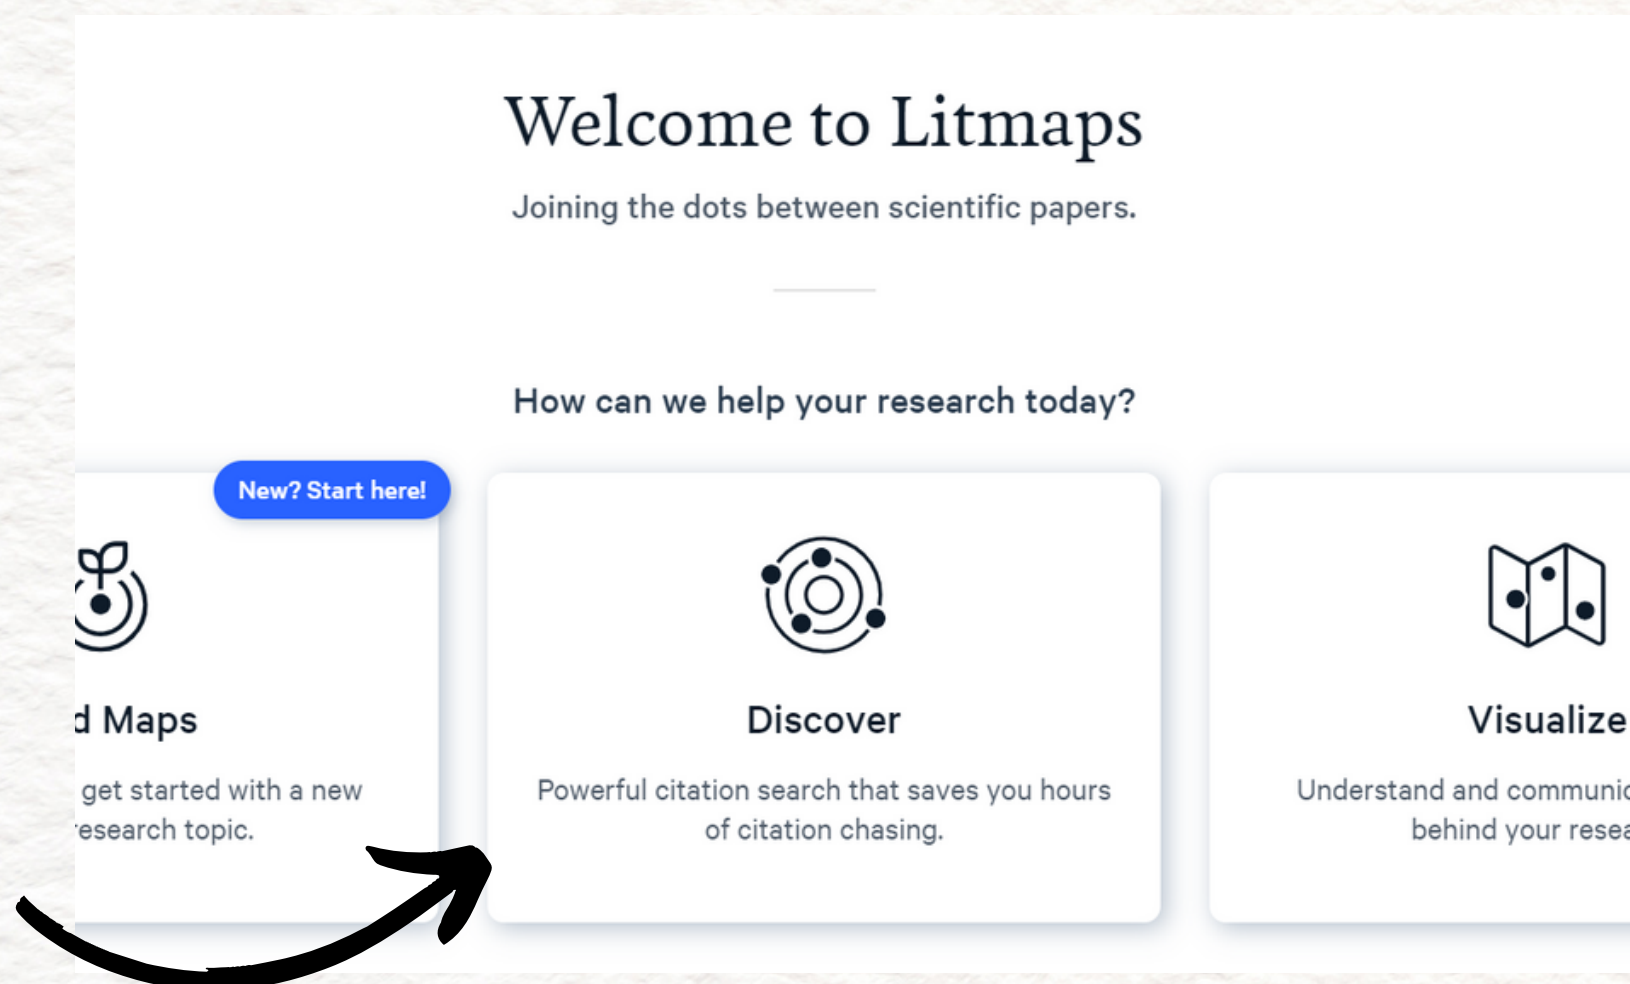 Welcome to Litmaps
Joining the dots between scientific papers.
How can we help your research today?
New? Start here!
d Maps
get started with a new
research topic.
Discover
Powerful citation search that saves you hours
of citation chasing.
Visualize
Understand and communic
behind your resea